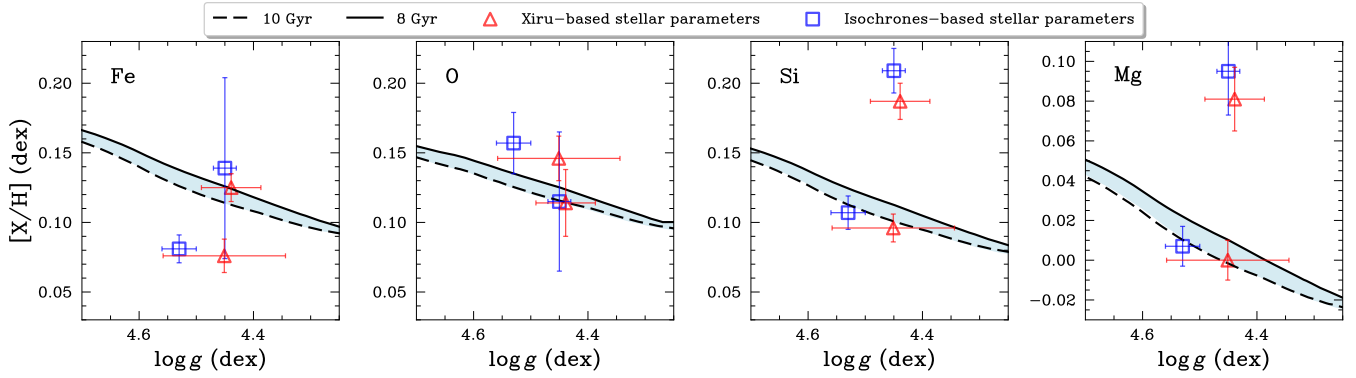 10 Gyr 8 Gyr Xiru-based stellar parameters Isochrones-based stellar parameters
Fe O Si Mg
[X/H] (dex)
0.20 0.20 0.20 0.10
0.08
0.15 0.15 0.15 0.06
0.04
0.10 0.10 0.10 0.02
0.00
0.05 0.05 0.05 −0.02
4.6 4.4 4.6 4.4 4.6 4.4 4.6 4.4
log g (dex) log g (dex) log g (dex) log g (dex)